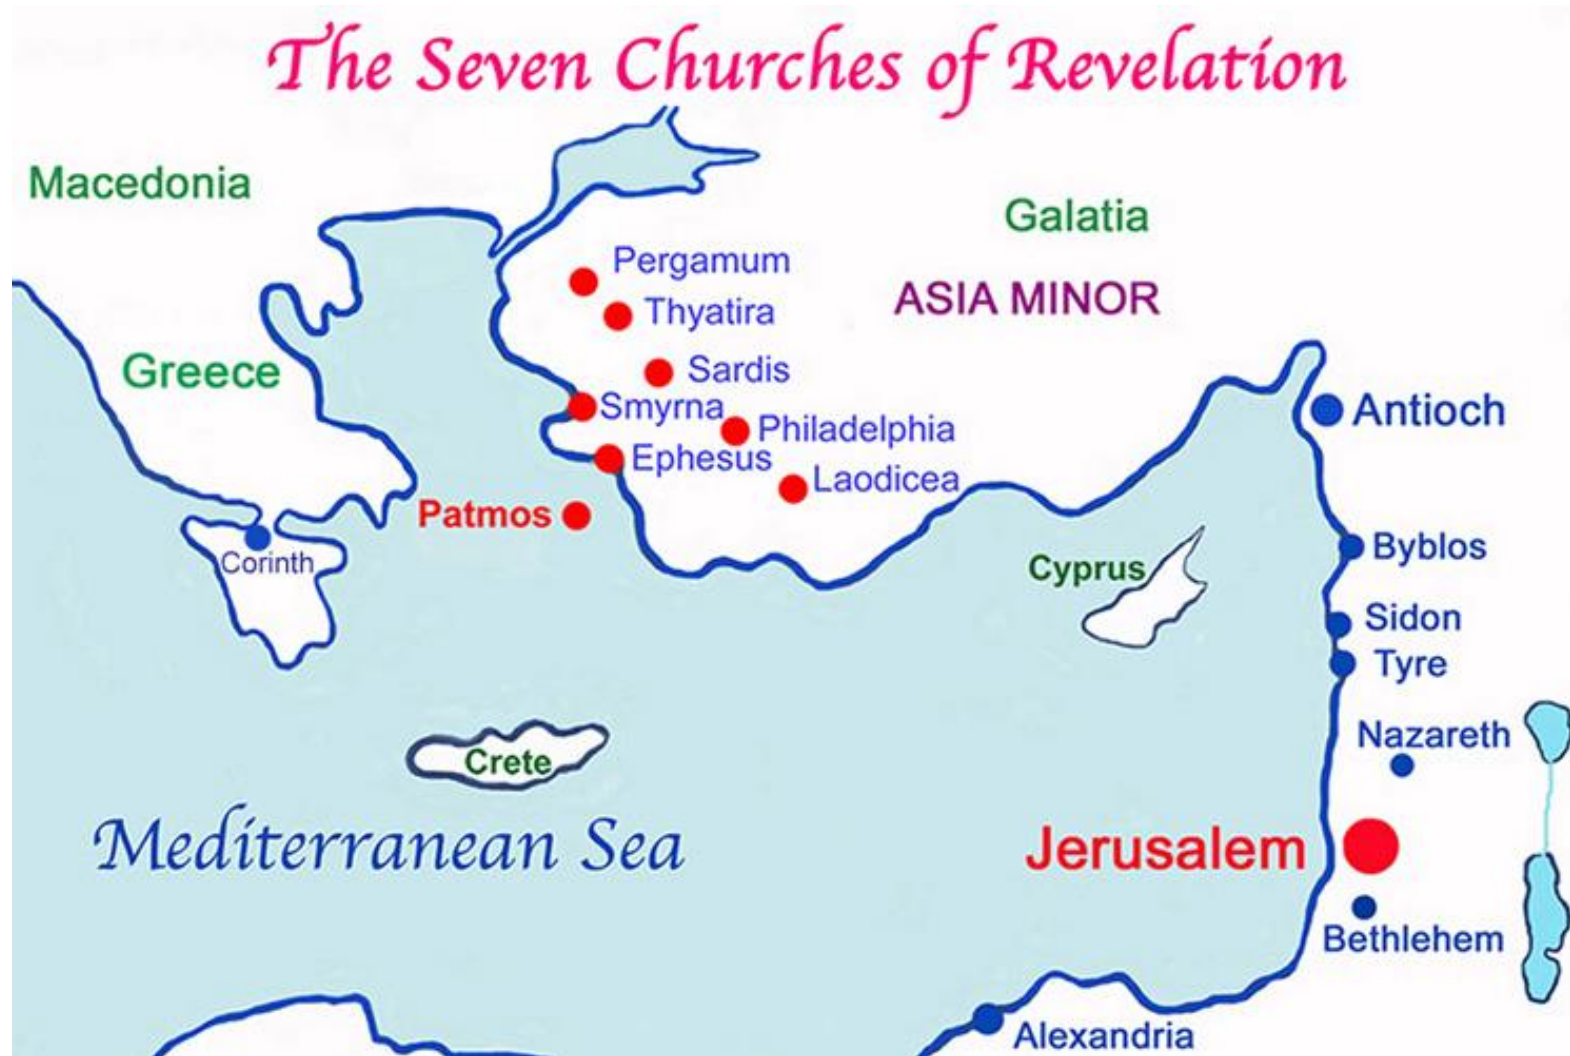 The Seven Churches of Revelation
Macedonia
Galatia
Pergamum
ASIA MINOR
Thyatira
Greece
Sardis
Smyrna
Antioch
Philadelphia
Ephesus
Laodicea
Patmos
Byblos
Corinth
Cyprus
Sidon
Tyre
Nazareth
Crete
Mediterranean Sea
Jerusalem
Bethlehem
Alexandria